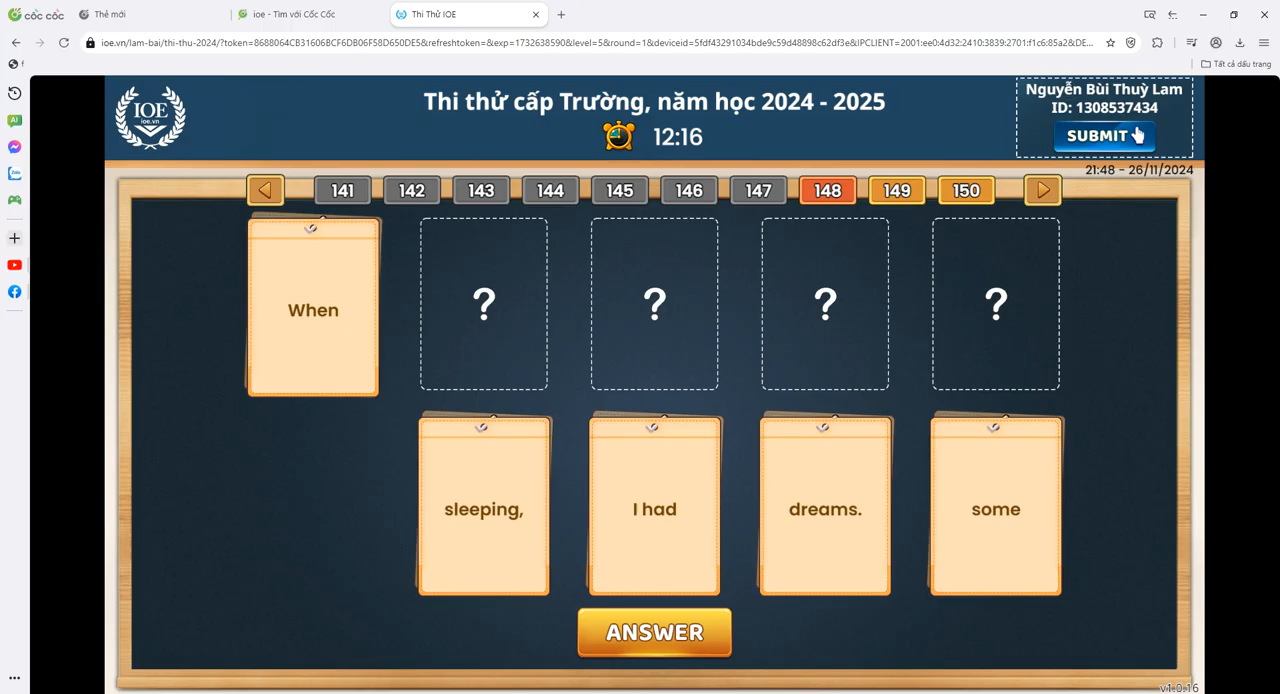 cốc cốc
Thẻ mới
ioe - Tìm với Cốc Cốc
Thi Thử IOE
ioe.vn/lam-bai/thi-thu-2024/?token=8688064CB31606BCF6DB06F58D650DE5&refreshtoken=&exp=1732638590&level=5&round=1&deviceid=5fdf43291034bde9c59d48898c62df3e&IPCLIENT=2001:ee0:4d32:2410:3839:2701:f1c6:85a2&DE...
f
Tất cả dấu trang
AI
Zalo
IOE
ioe.vn
Thi thử cấp Trường, năm học 2024 - 2025
12:16
Nguyễn Bùi Thuỳ Lam
ID: 1308537434
SUBMIT
21:48 - 26/11/2024
141 142 143 144 145 146 147 148 149 150
When ? ? ? ?
sleeping, I had dreams. some
ANSWER
v1.0.16